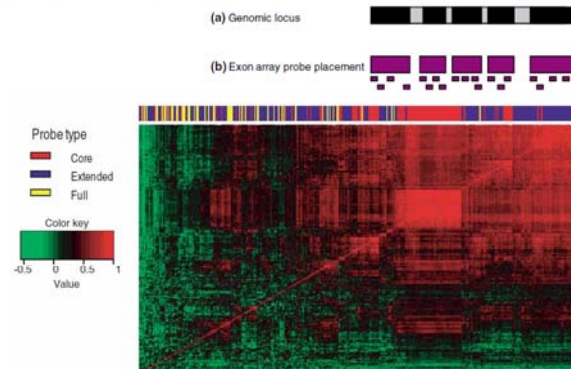 (a) Genomic locus
(b) Exon array probe placement
Probe type
Core
Extended
Full
Color key
-0.5 0 0.5 1
Value